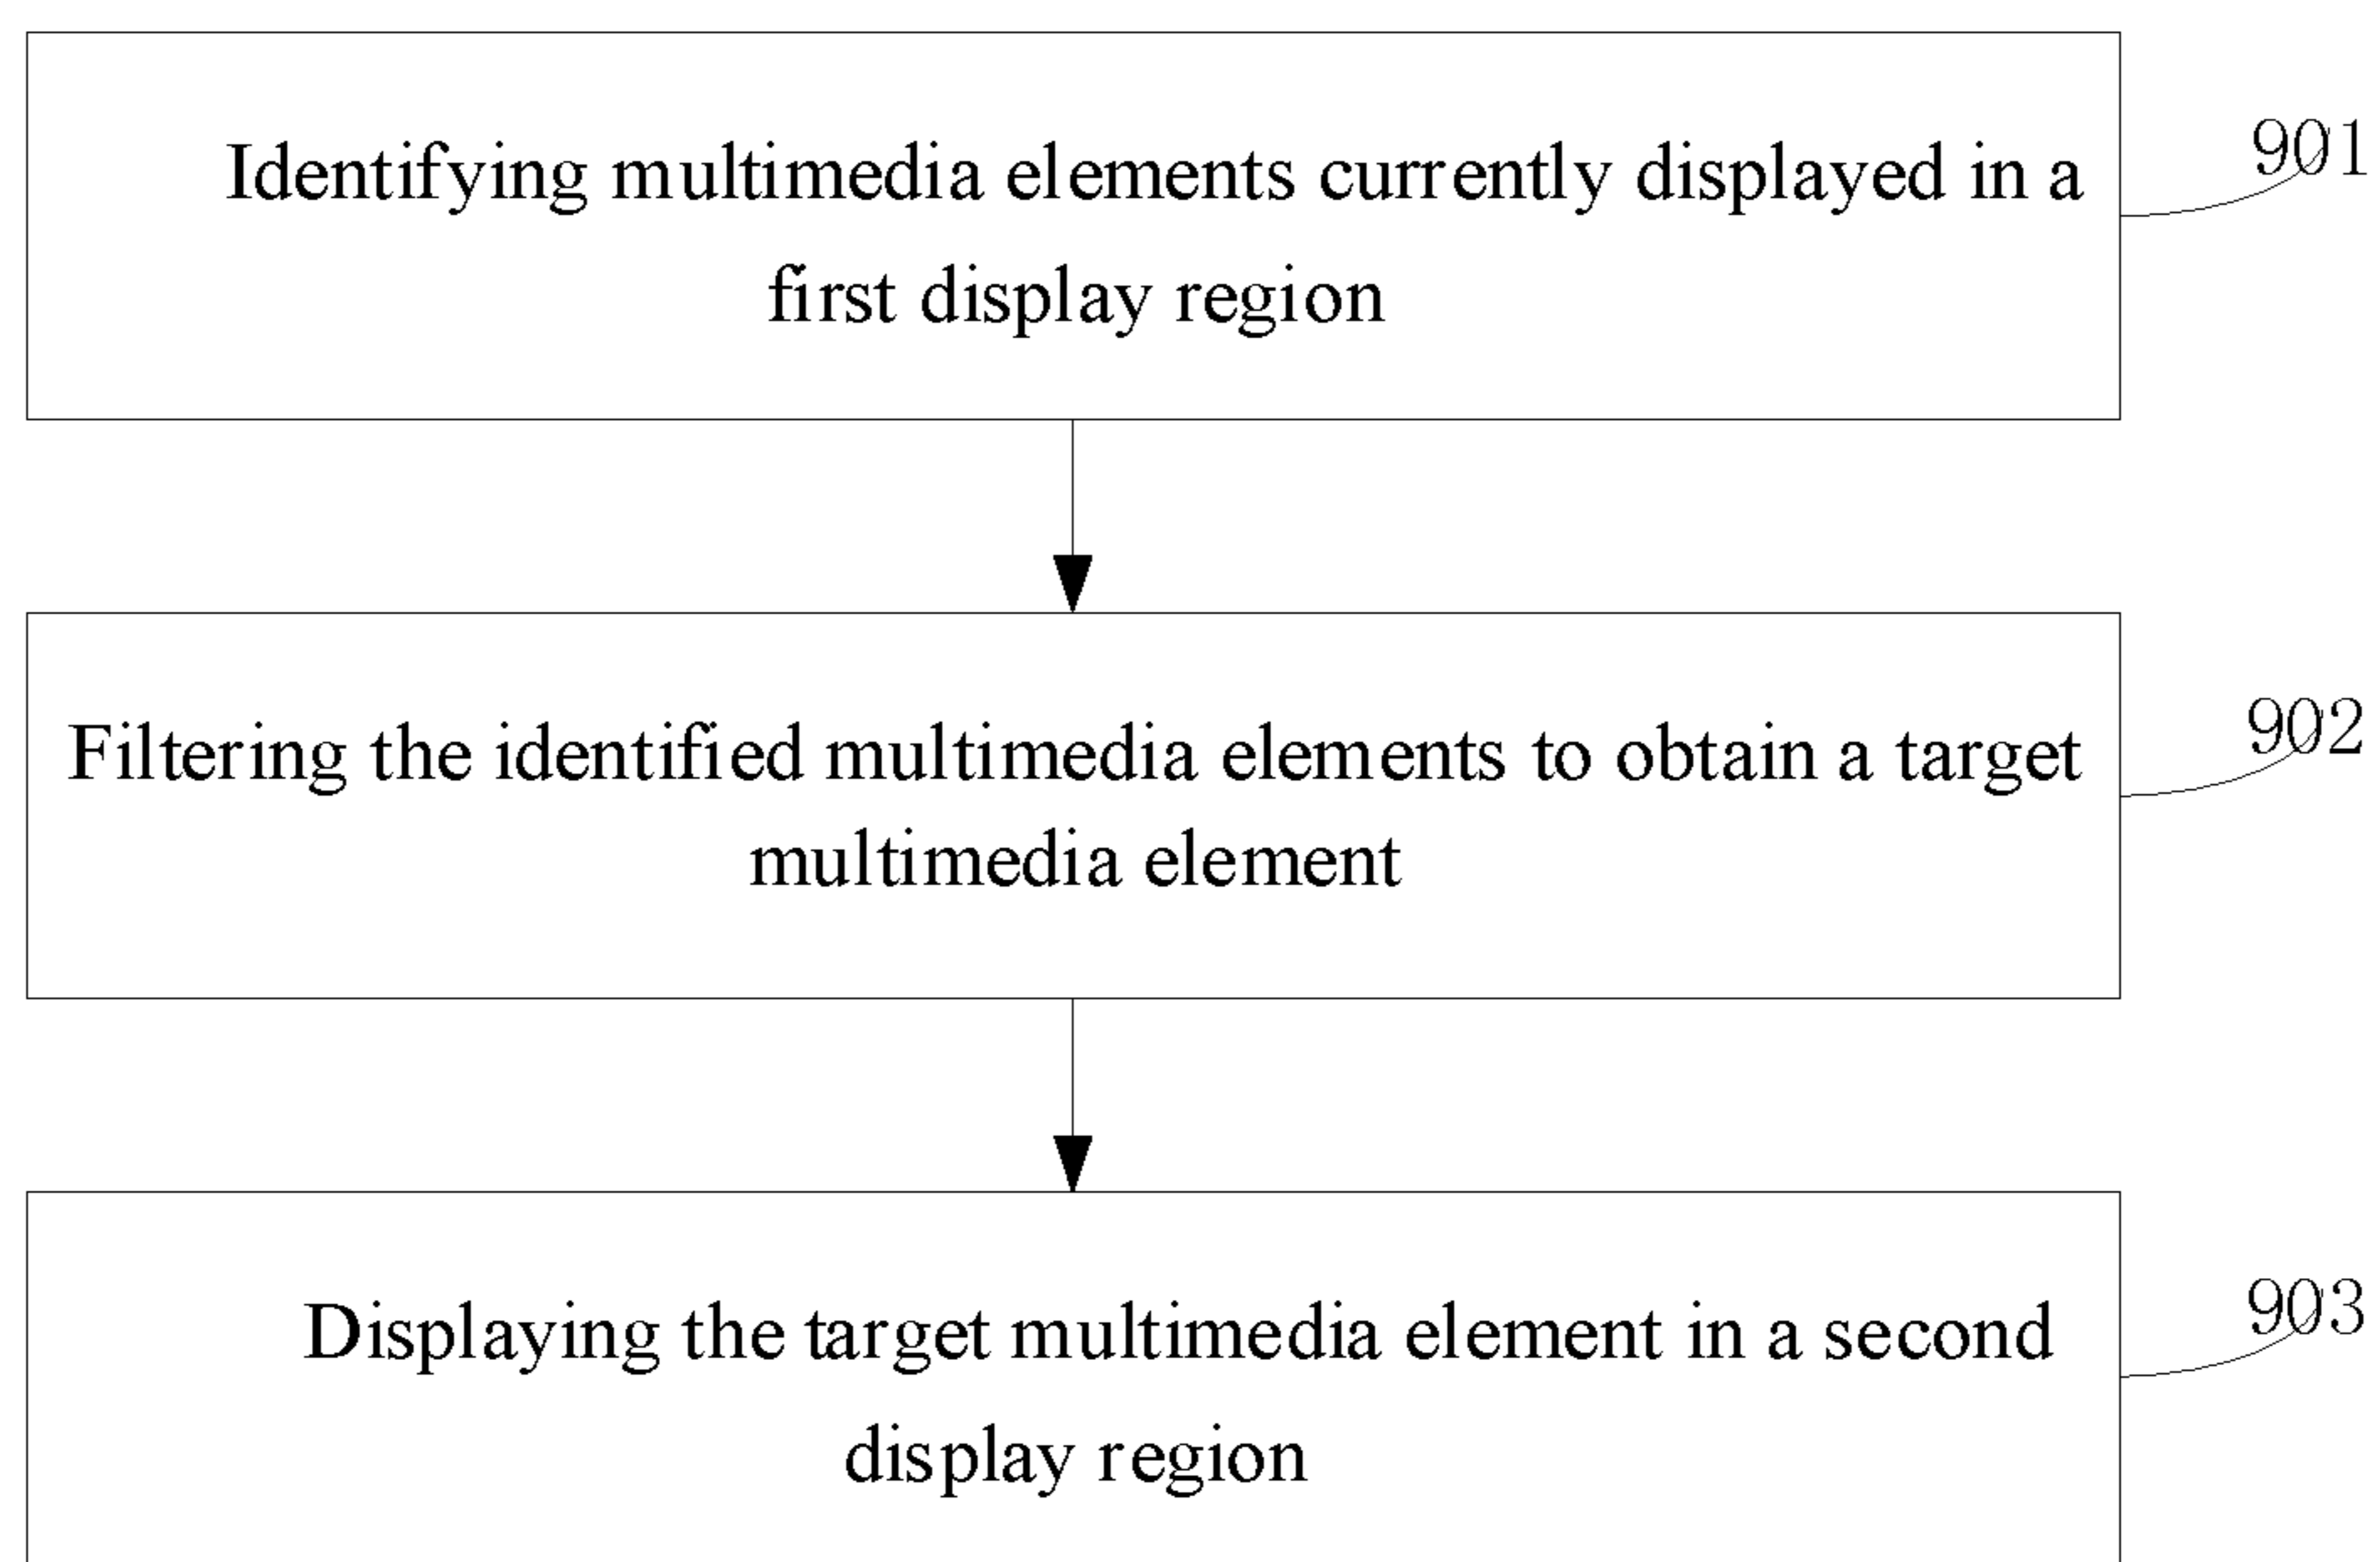 Identifying multimedia elements currently displayed in a
first display region
901
Filtering the identified multimedia elements to obtain a target
multimedia element
902
Displaying the target multimedia element in a second
display region
903